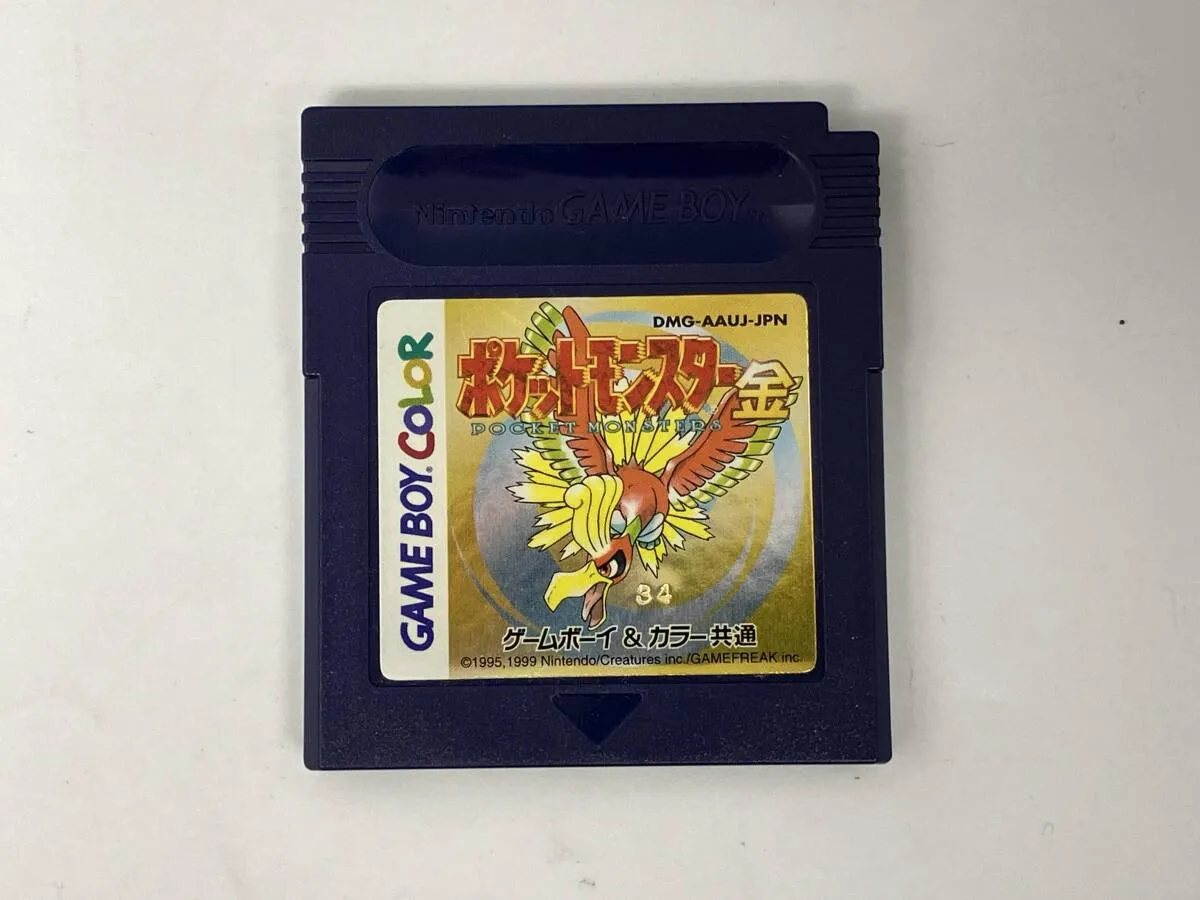 Nintendo GAME BOY™
DMG-AAUJ-JPN
ポケットモンスター金
POCKET MONSTERS
GAME BOY® COLOR
34
ゲームボーイ & カラー共通
©1995,1999 Nintendo/Creatures inc./GAMEFREAK inc.